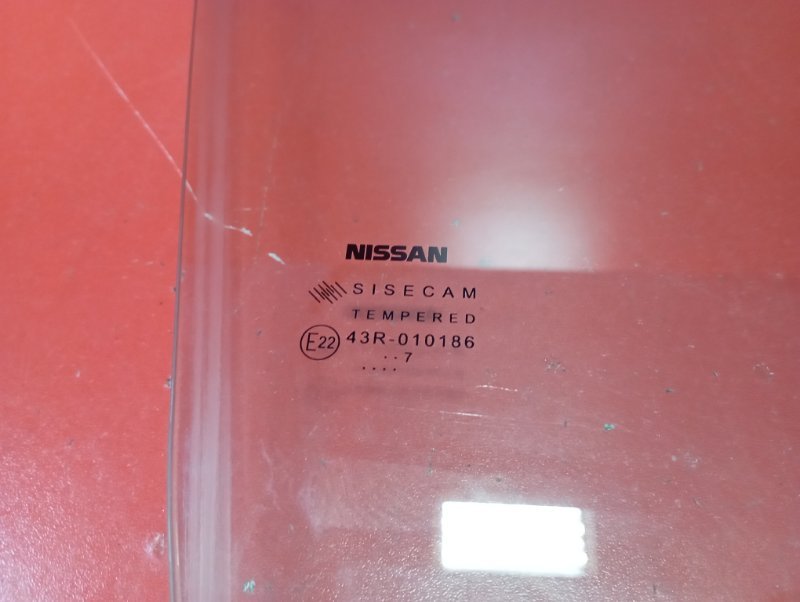 NISSAN
SISECAM
TEMPERED
E22 43R-010186
..7
....